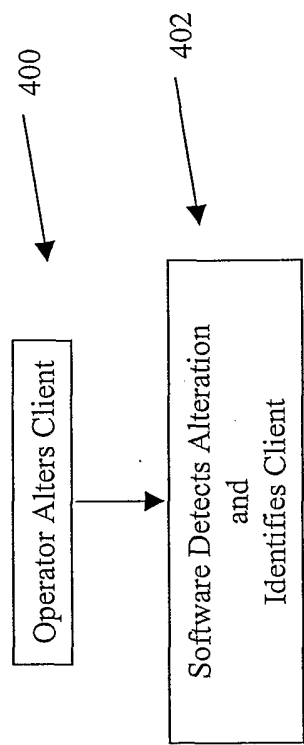 Operator Alters Client
400
Software Detects Alteration
and
Identifies Client
402